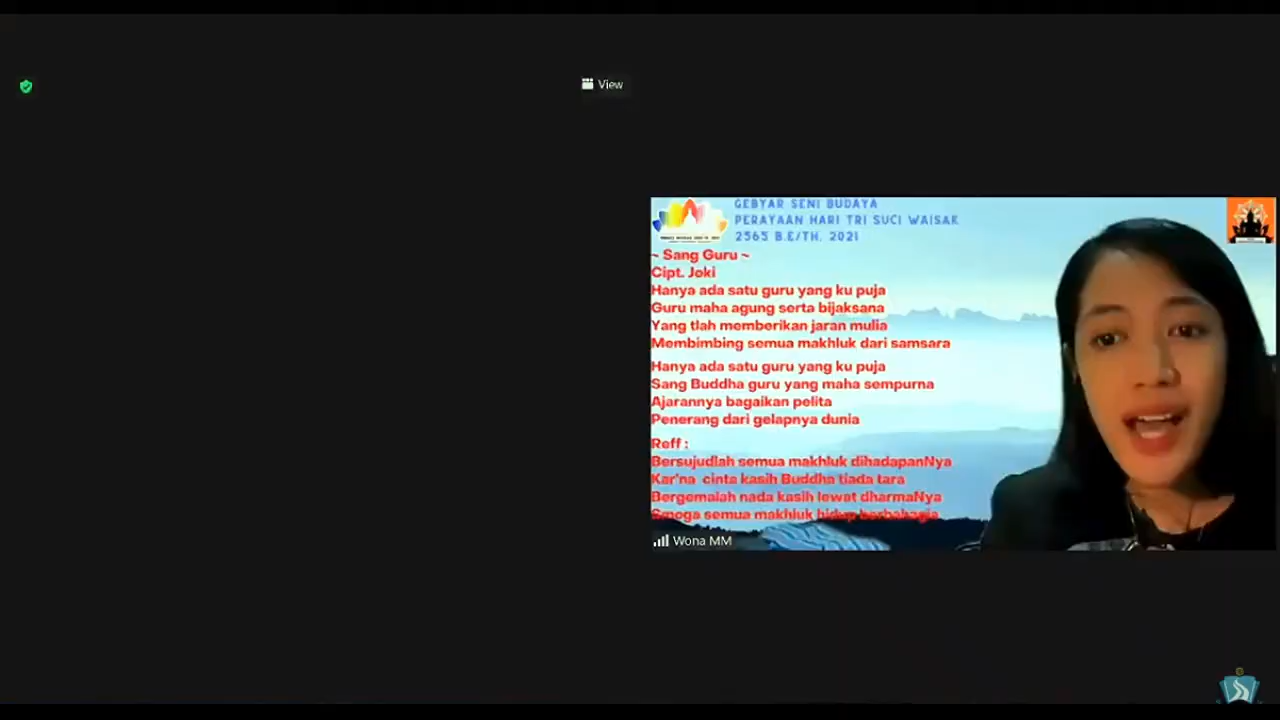 View
GEBYAR SENI BUDAYA
PERAYAAN HARI TRI SUCI WAISAK
2565 B.E/TH. 2021
~ Sang Guru ~
Cipt. Joki
Hanya ada satu guru yang ku puja
Guru maha agung serta bijaksana
Yang tlah memberikan jaran mulia
Membimbing semua makhluk dari samsara
Hanya ada satu guru yang ku puja
Sang Buddha guru yang maha sempurna
Ajarannya bagaikan pelita
Penerang dari gelapnya dunia
Reff :
Bersujudlah semua makhluk dihadapanNya
Kar'na cinta kasih Buddha tiada tara
Bergemalah nada kasih lewat dharmaNya
Smoga semua makhluk hidup berbahagia
Wona MM